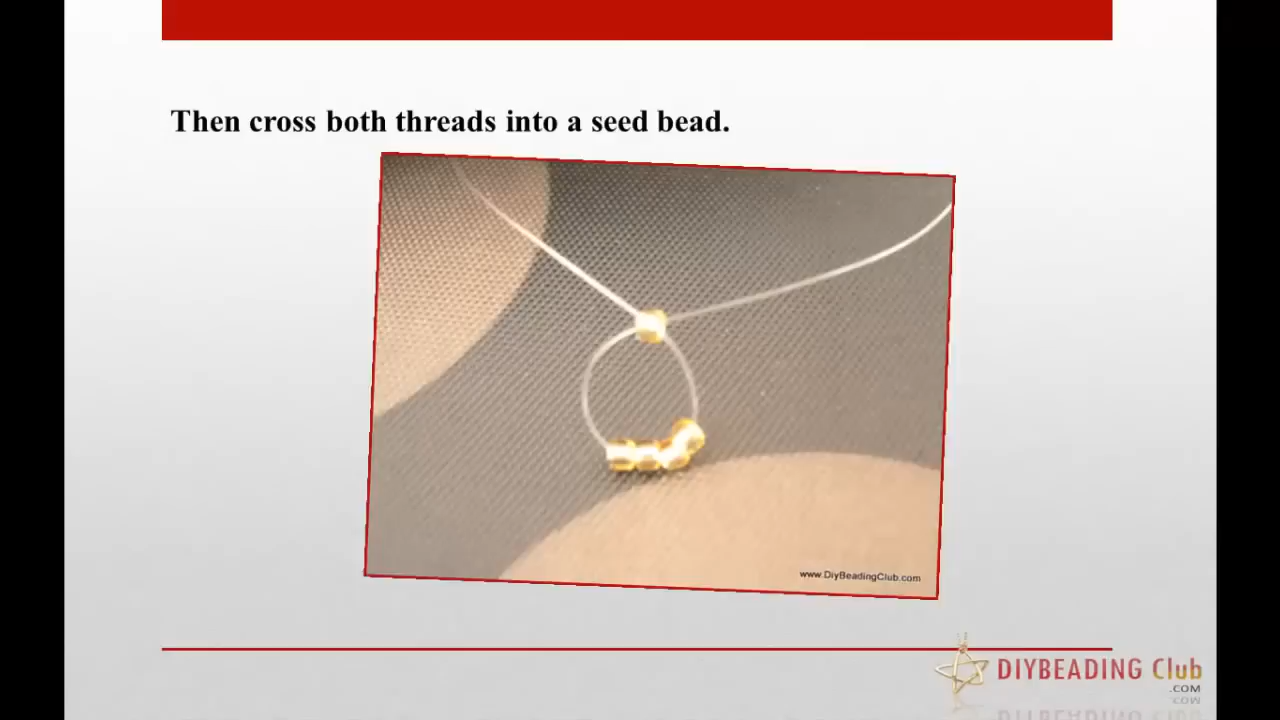 Then cross both threads into a seed bead.
www.DiyBeadingClub.com
DIYBEADING Club
.COM